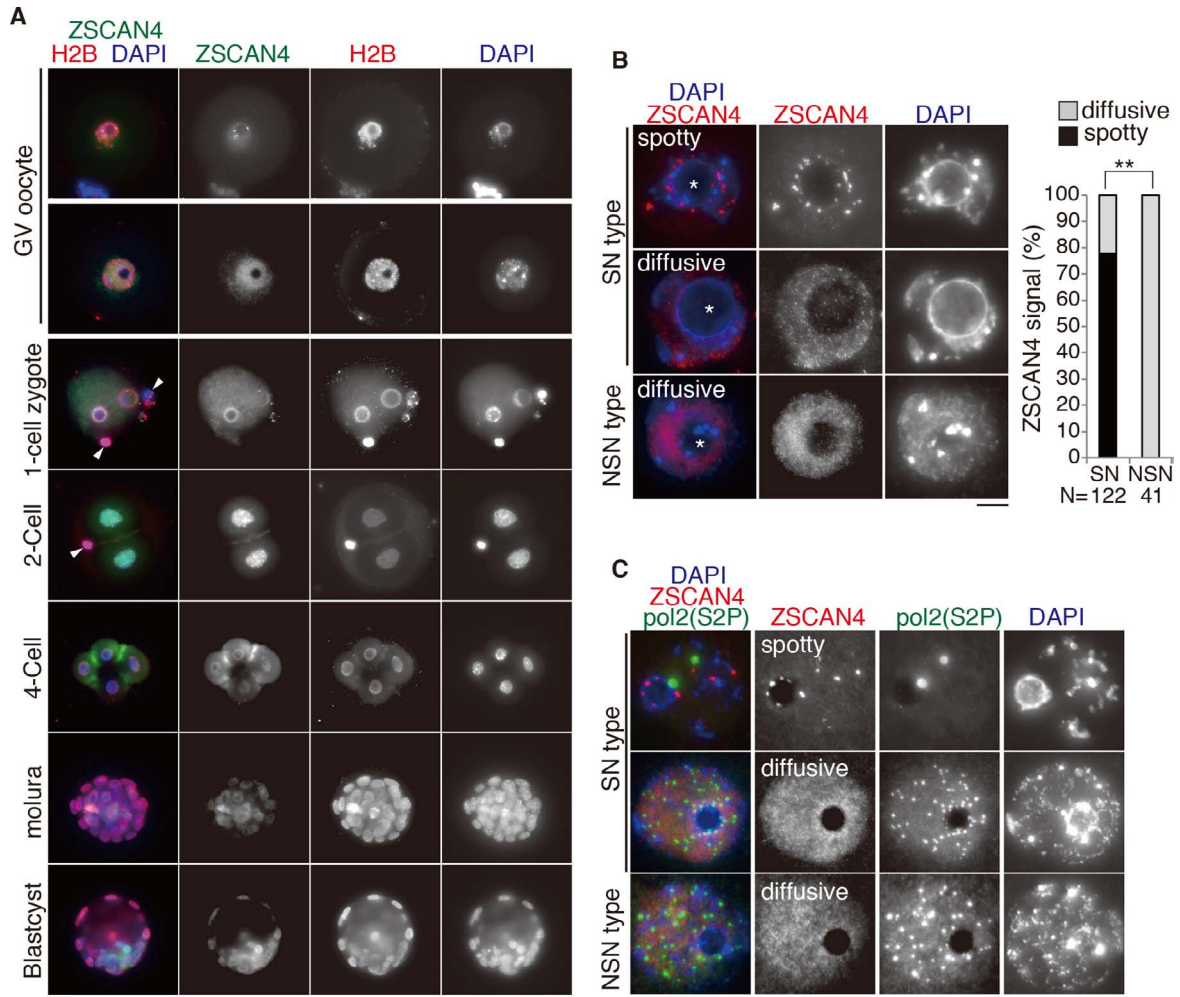 A
ZSCAN4
H2B DAPI
ZSCAN4
H2B
DAPI
GV oocyte
1-cell zygote
2-Cell
4-Cell
molura
Blastcyst
B
DAPI
ZSCAN4
ZSCAN4
DAPI
SN type
spotty
*
diffusive
*
NSN type
diffusive
*
diffusive
spotty
**
ZSCAN4 signal (%)
100
90
80
70
60
50
40
30
20
10
0
SN NSN
N= 122 41
C
DAPI
ZSCAN4
pol2(S2P)
ZSCAN4
pol2(S2P)
DAPI
SN type
spotty
diffusive
NSN type
diffusive